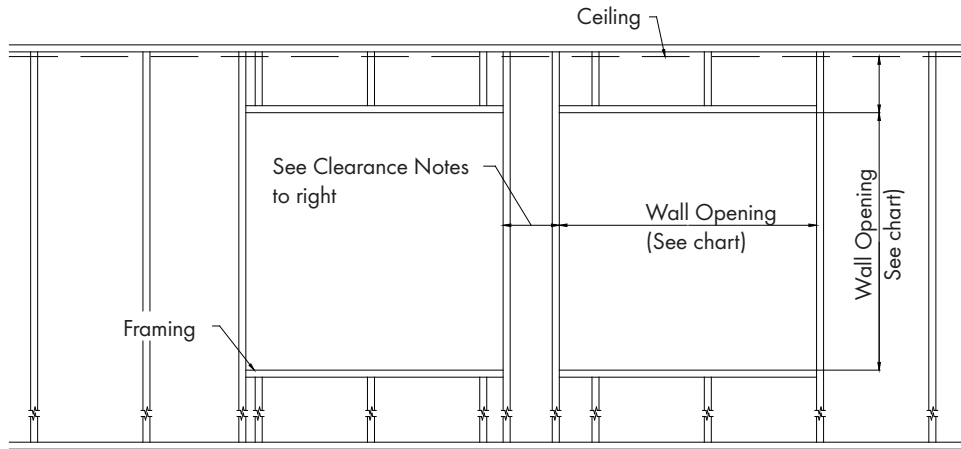 Ceiling
See Clearance Notes
to right
Wall Opening
(See chart)
Wall Opening
See chart)
Framing